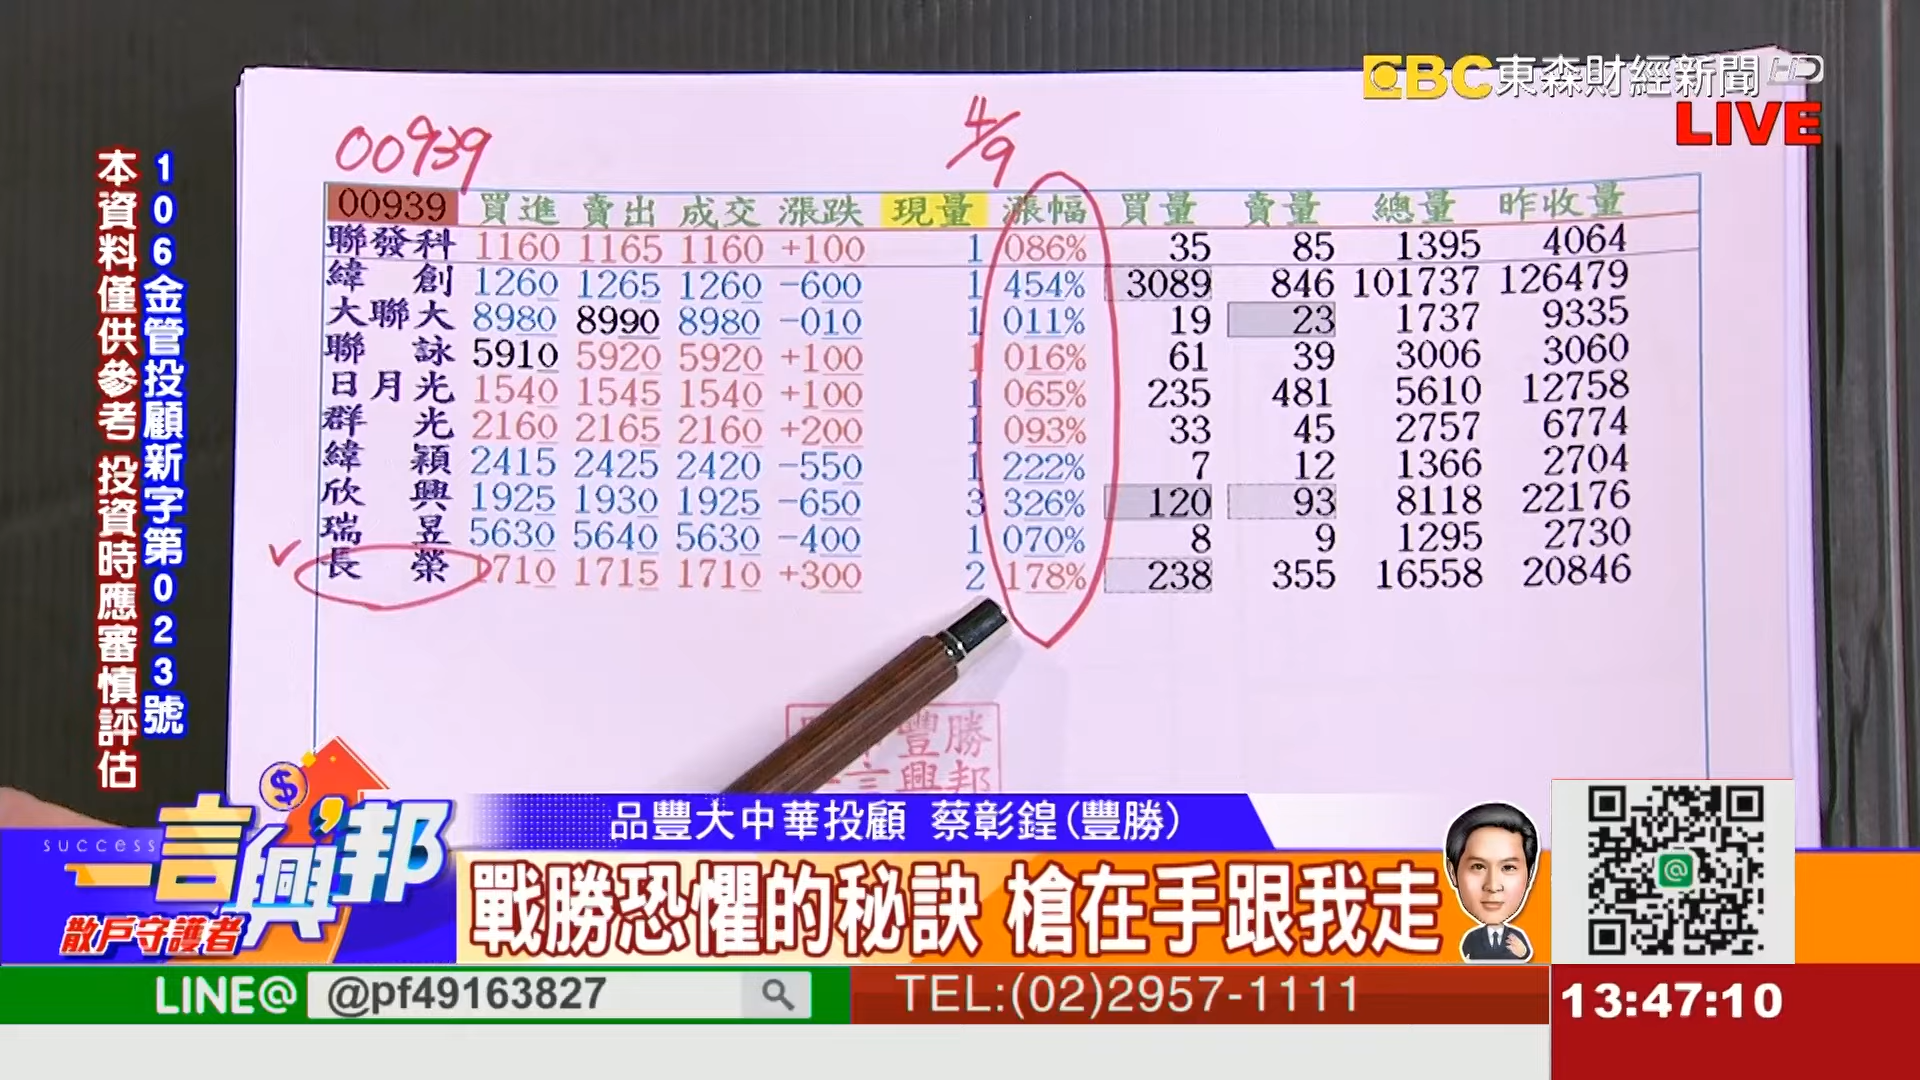 EBC 東森財經新聞 HD
LIVE
106金管投顧新字第023號
本資料僅供參考 投資時應審慎評估
00939
4/9
00939 買進 賣出 成交 漲跌 現量 漲幅 買量 賣量 總量 昨收量
聯發科 1160 1165 1160 +100 1 086% 35 85 1395 4064
緯創 1260 1265 1260 -600 1 454% 3089 846 101737 126479
大聯大 8980 8990 8980 -010 1 011% 19 23 1737 9335
聯詠 5910 5920 5920 +100 1 016% 61 39 3006 3060
日月光 1540 1545 1540 +100 1 065% 235 481 5610 12758
群光 2160 2165 2160 +200 1 093% 33 45 2757 6774
緯穎 2415 2425 2420 -550 1 222% 7 12 1366 2704
欣興 1925 1930 1925 -650 3 326% 120 93 8118 22176
瑞昱 5630 5640 5630 -400 1 070% 8 9 1295 2730
長榮 1710 1715 1710 +300 2 178% 238 355 16558 20846
豐勝
言興邦
success
一言興邦
散戶守護者
品豐大中華投顧 蔡彰鍠(豐勝)
戰勝恐懼的秘訣 槍在手跟我走
LINE@ @pf49163827
TEL:(02)2957-1111
13:47:10